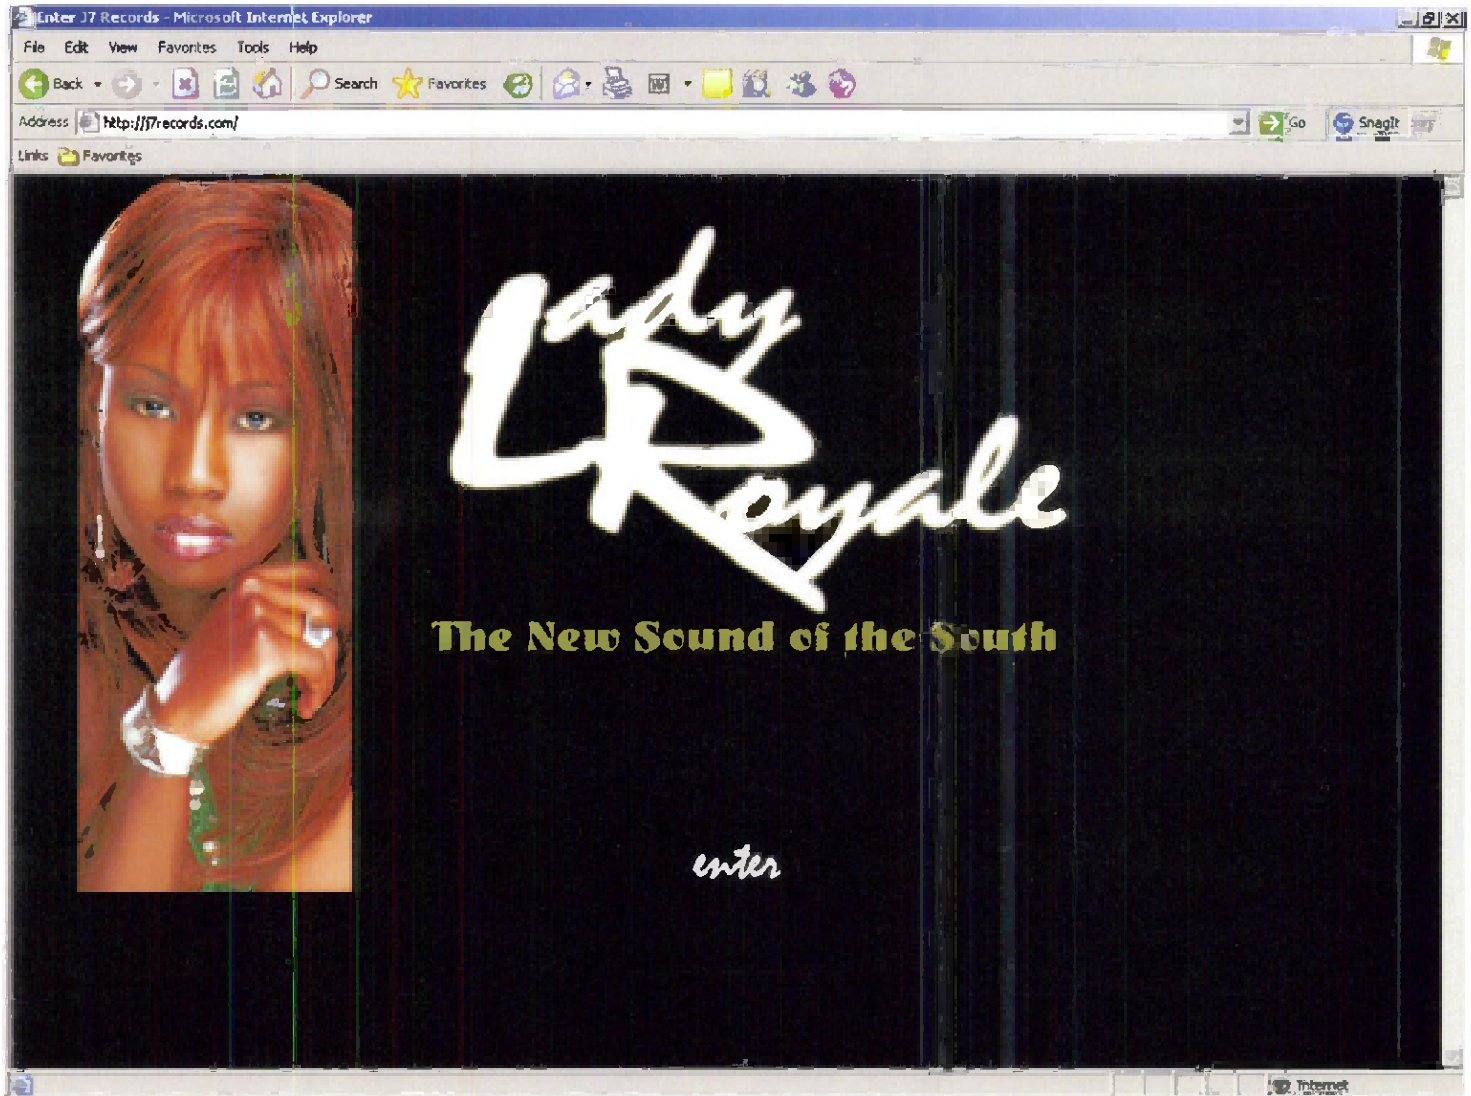 Enter J7 Records - Microsoft Internet Explorer
File Edit View Favorites Tools Help
Back Search Favorites
Address http://j7records.com/ Go SnagIt
Links Favorites
Lady
Royale
The New Sound of the South
enter
Internet